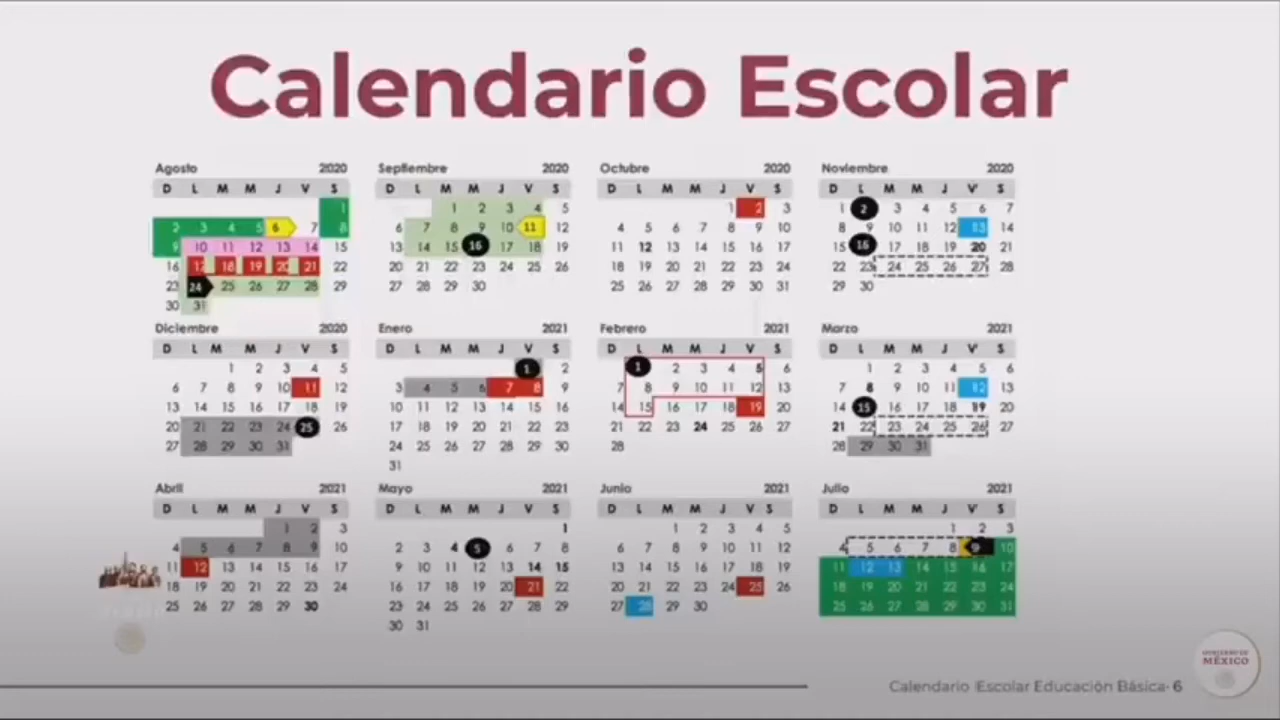 Calendario Escolar
Agosto 2020 Septiembre 2020 Octubre 2020 Noviembre 2020
D L M M J V S D L M M J V S D L M M J V S D L M M J V S
1 1 2 3 4 5 1 2 3 1 2 3 4 5 6 7
2 3 4 5 6 7 8 6 7 8 9 10 11 12 4 5 6 7 8 9 10 8 9 10 11 12 13 14
9 10 11 12 13 14 15 13 14 15 16 17 18 19 11 12 13 14 15 16 17 15 16 17 18 19 20 21
16 17 18 19 20 21 22 20 21 22 23 24 25 26 18 19 20 21 22 23 24 22 23 24 25 26 27 28
23 24 25 26 27 28 29 27 28 29 30 25 26 27 28 29 30 31 29 30
30 31
Diciembre 2020 Enero 2021 Febrero 2021 Marzo 2021
D L M M J V S D L M M J V S D L M M J V S D L M M J V S
1 2 3 4 5 1 2 1 2 3 4 5 6 1 2 3 4 5 6
6 7 8 9 10 11 12 3 4 5 6 7 8 9 7 8 9 10 11 12 13 7 8 9 10 11 12 13
13 14 15 16 17 18 19 10 11 12 13 14 15 16 14 15 16 17 18 19 20 14 15 16 17 18 19 20
20 21 22 23 24 25 26 17 18 19 20 21 22 23 21 22 23 24 25 26 27 21 22 23 24 25 26 27
27 28 29 30 31 24 25 26 27 28 29 30 28 28 29 30 31
31
Abril 2021 Mayo 2021 Junio 2021 Julio 2021
D L M M J V S D L M M J V S D L M M J V S D L M M J V S
1 2 3 1 1 2 3 4 5 1 2 3
4 5 6 7 8 9 10 2 3 4 5 6 7 8 6 7 8 9 10 11 12 4 5 6 7 8 9 10
11 12 13 14 15 16 17 9 10 11 12 13 14 15 13 14 15 16 17 18 19 11 12 13 14 15 16 17
18 19 20 21 22 23 24 16 17 18 19 20 21 22 20 21 22 23 24 25 26 18 19 20 21 22 23 24
25 26 27 28 29 30 23 24 25 26 27 28 29 27 28 29 30 25 26 27 28 29 30 31
30 31
GOBIERNO DE
MÉXICO
Calendario Escolar Educación Básica- 6